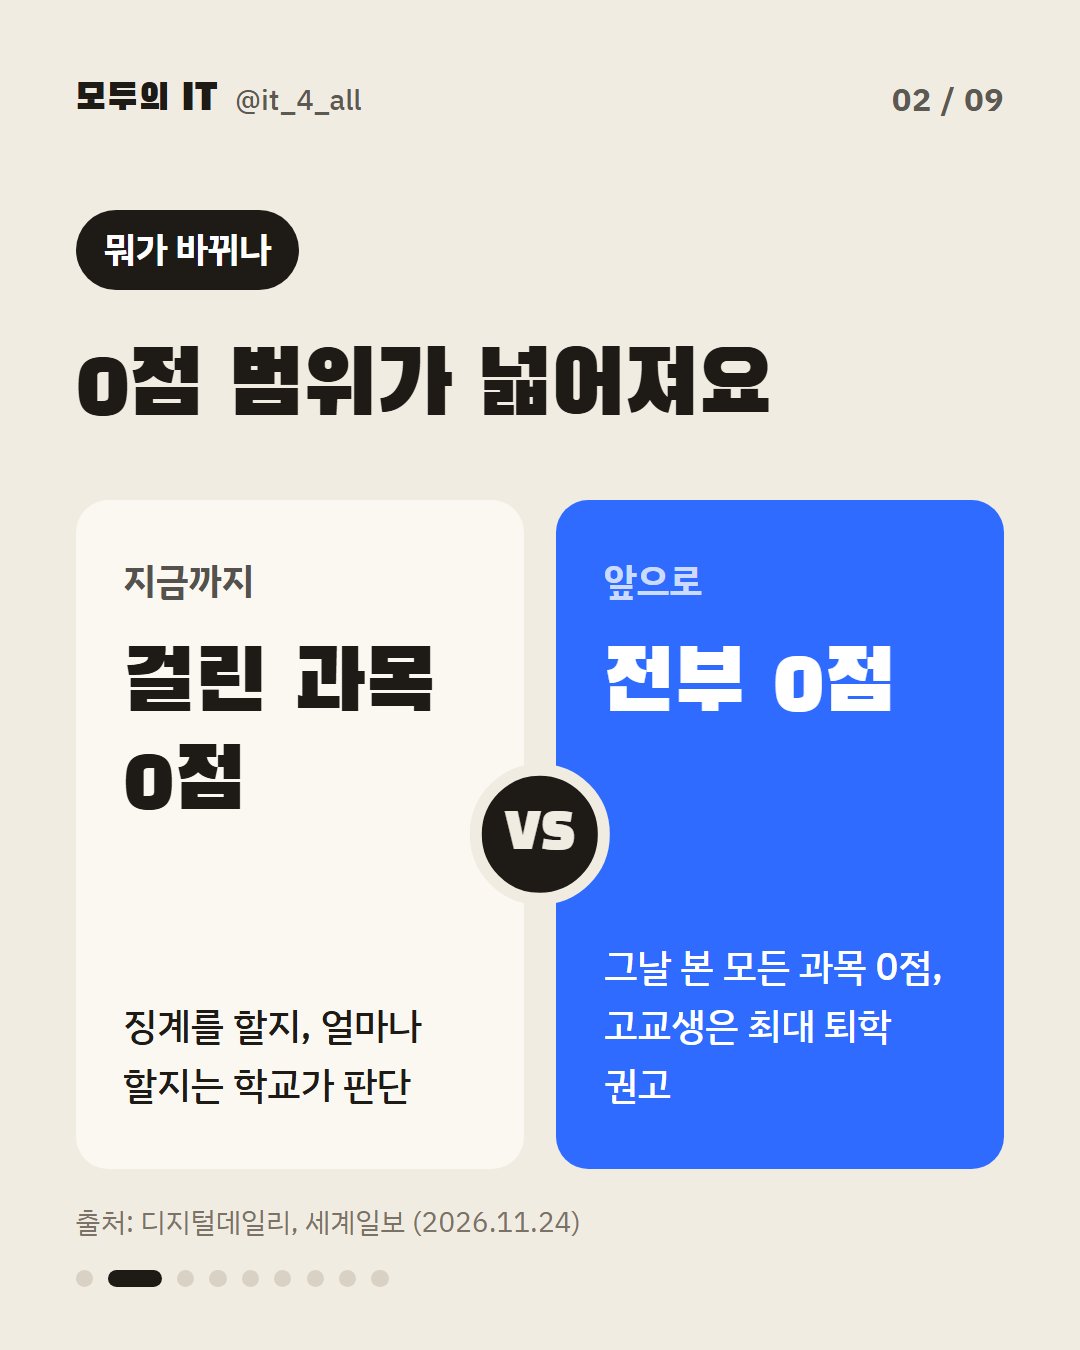 모두의 IT @it_4_all
02 / 09
뭐가 바뀌나
0점 범위가 넓어져요
지금까지
걸린 과목
0점
징계를 할지, 얼마나
할지는 학교가 판단
VS
앞으로
전부 0점
그날 본 모든 과목 0점,
고교생은 최대 퇴학
권고
출처: 디지털데일리, 세계일보 (2026.11.24)